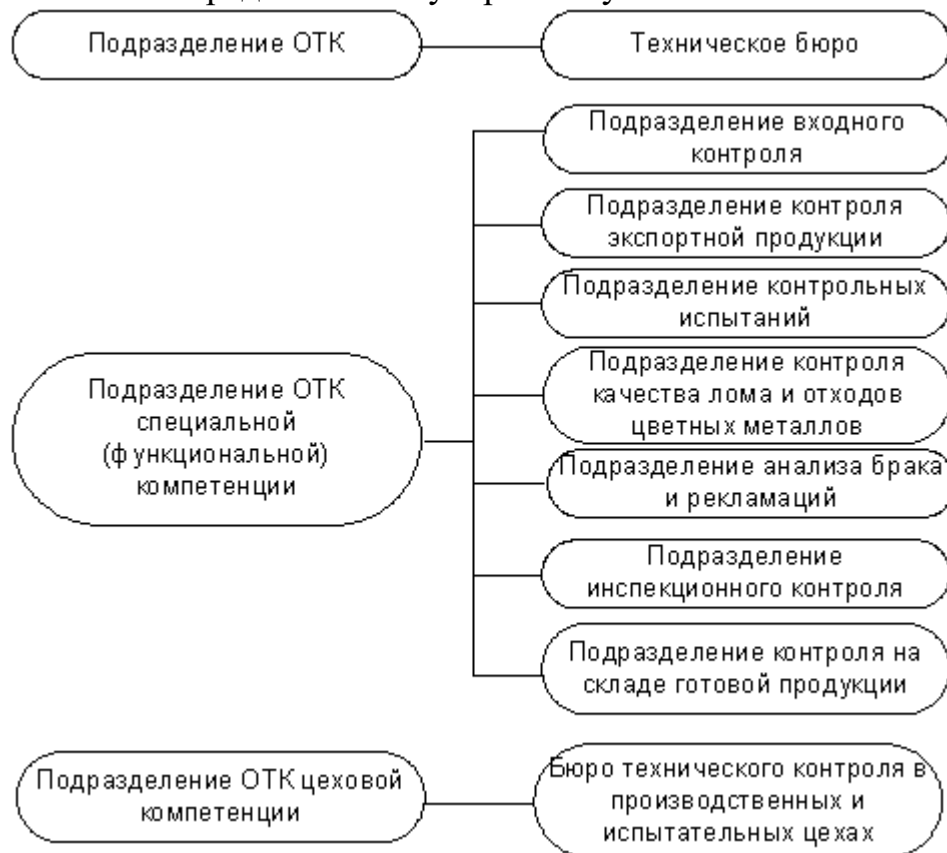 Подразделение ОТК
Техническое бюро
Подразделение входного
контроля
Подразделение контроля
экспортной продукции
Подразделение контрольных
испытаний
Подразделение ОТК
специальной
(функциональной)
компетенции
Подразделение контроля
качества лома и отходов
цветных металлов
Подразделение анализа брака
и рекламаций
Подразделение
инспекционного контроля
Подразделение контроля на
складе готовой продукции
Подразделение ОТК цеховой
компетенции
Бюро технического контроля в
производственных и
испытательных цехах